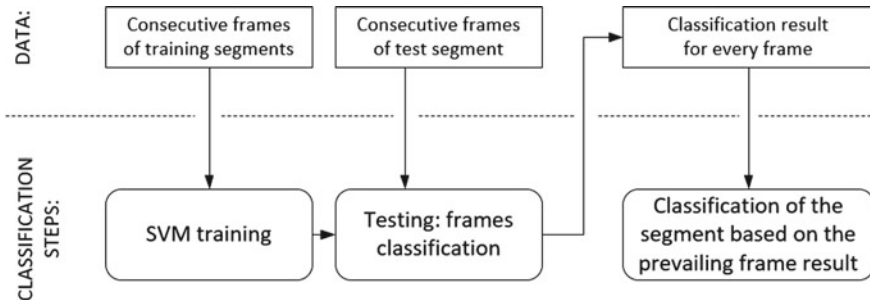 DATA:
Consecutive frames
of training segments
Consecutive frames
of test segment
Classification result
for every frame
CLASSIFICATION
STEPS:
SVM training
Testing: frames
classification
Classification of the
segment based on the
prevailing frame result